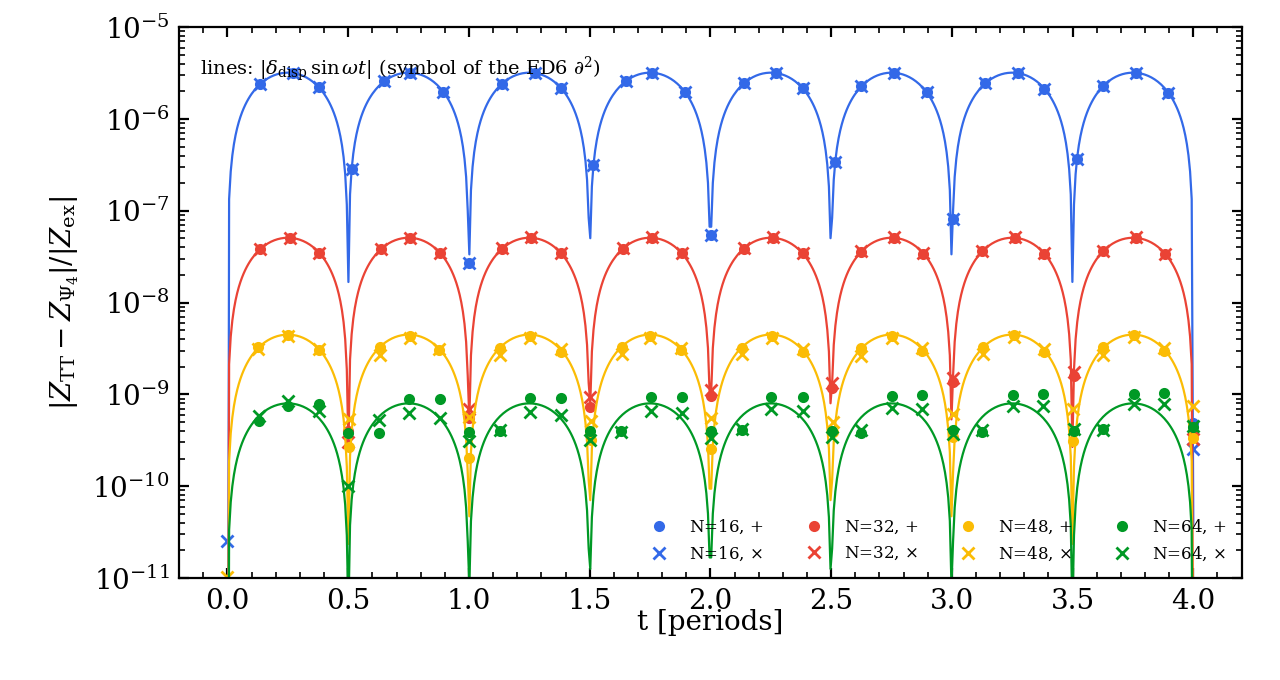 10⁻⁵
lines: |δ_disp sin ωt| (symbol of the FD6 ∂²)
10⁻⁶
10⁻⁷
10⁻⁸
10⁻⁹
10⁻¹⁰
10⁻¹¹
|Z_TT − Z_Ψ₄|/|Z_ex|
N=16, + N=32, + N=48, + N=64, +
N=16, × N=32, × N=48, × N=64, ×
0.0 0.5 1.0 1.5 2.0 2.5 3.0 3.5 4.0
t [periods]